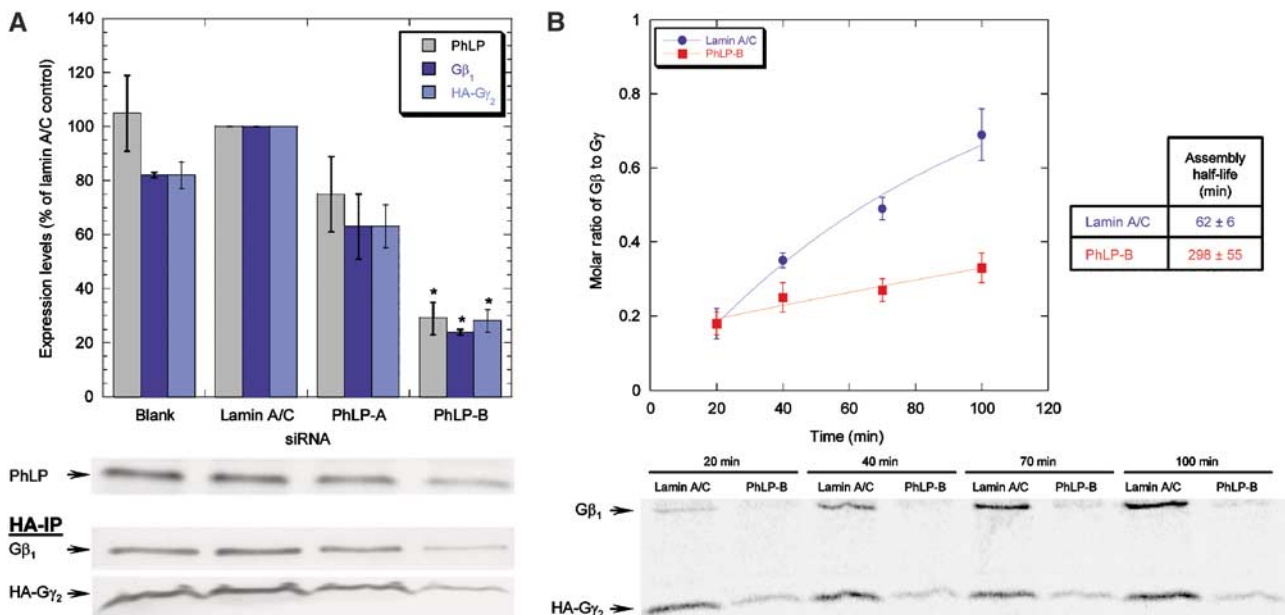 A
Expression levels (% of lamin A/C control)
140
120
100
80
60
40
20
0
PhLP
Gβ1
HA-Gγ2
*
*
*
Blank
Lamin A/C
PhLP-A
PhLP-B
siRNA
PhLP
HA-IP
Gβ1
HA-Gγ2
B
Molar ratio of Gβ to Gγ
1
0.8
0.6
0.4
0.2
0
Lamin A/C
PhLP-B
0
20
40
60
80
100
120
Time (min)
Assembly
half-life
(min)
Lamin A/C
62 ± 6
PhLP-B
298 ± 55
20 min
40 min
70 min
100 min
Lamin A/C
PhLP-B
Lamin A/C
PhLP-B
Lamin A/C
PhLP-B
Lamin A/C
PhLP-B
Gβ1
HA-Gγ2